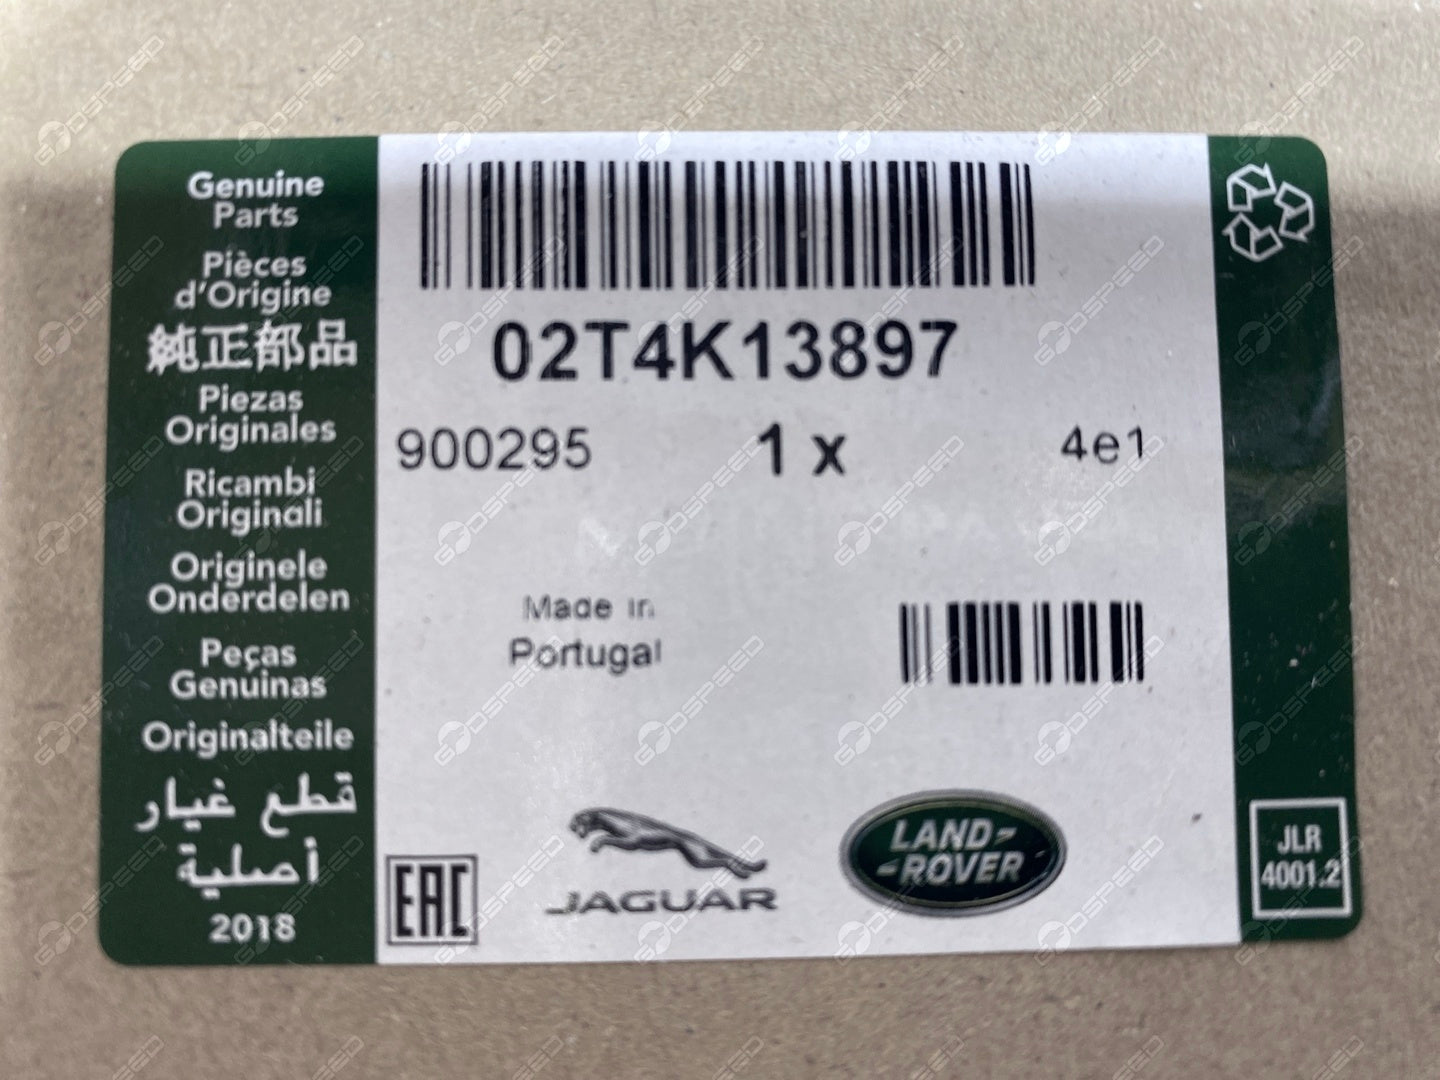 Genuine
Parts
Pièces
d'Origine
純正部品
Piezas
Originales
Ricambi
Originali
Originele
Onderdelen
Peças
Genuinas
Originalteile
قطع غيار
أصلية
2018
02T4K13897
900295
1 x
4e1
Made in
Portugal
EAC
JAGUAR
LAND-
-ROVER
JLR
4001.2
GODSPEED